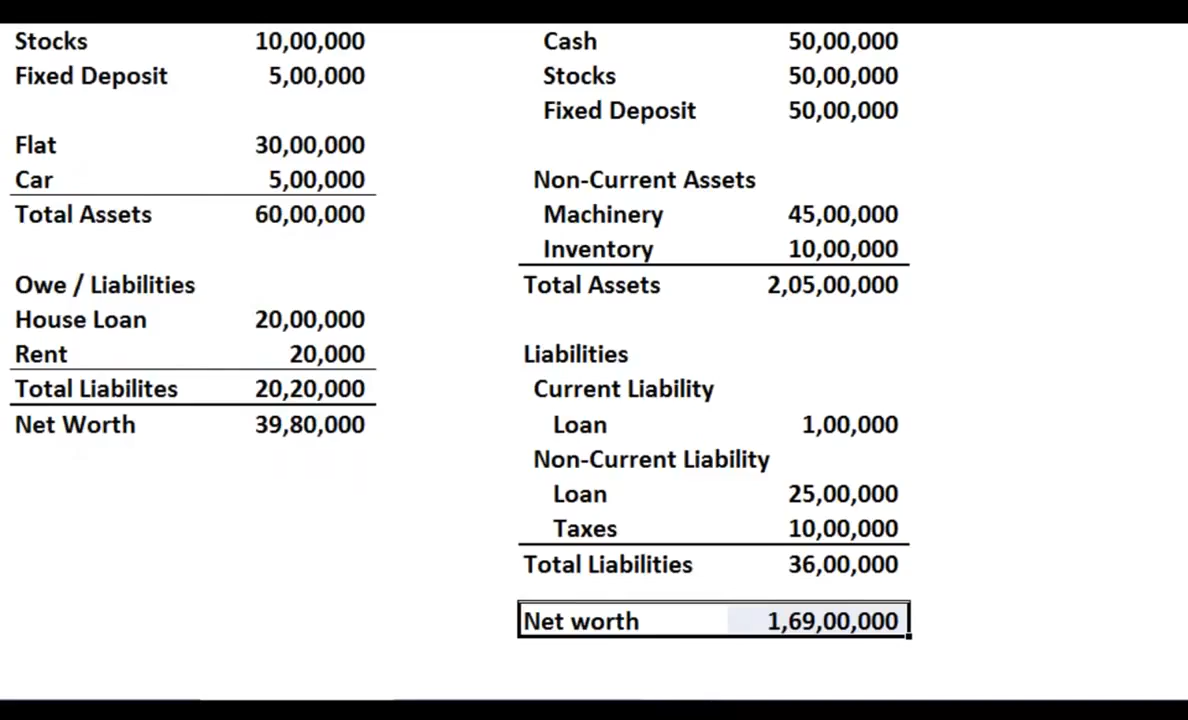 Stocks 10,00,000
Fixed Deposit 5,00,000
Flat 30,00,000
Car 5,00,000
Total Assets 60,00,000
Owe / Liabilities
House Loan 20,00,000
Rent 20,000
Total Liabilites 20,20,000
Net Worth 39,80,000
Cash 50,00,000
Stocks 50,00,000
Fixed Deposit 50,00,000
Non-Current Assets
Machinery 45,00,000
Inventory 10,00,000
Total Assets 2,05,00,000
Liabilities
Current Liability
Loan 1,00,000
Non-Current Liability
Loan 25,00,000
Taxes 10,00,000
Total Liabilities 36,00,000
Net worth 1,69,00,000